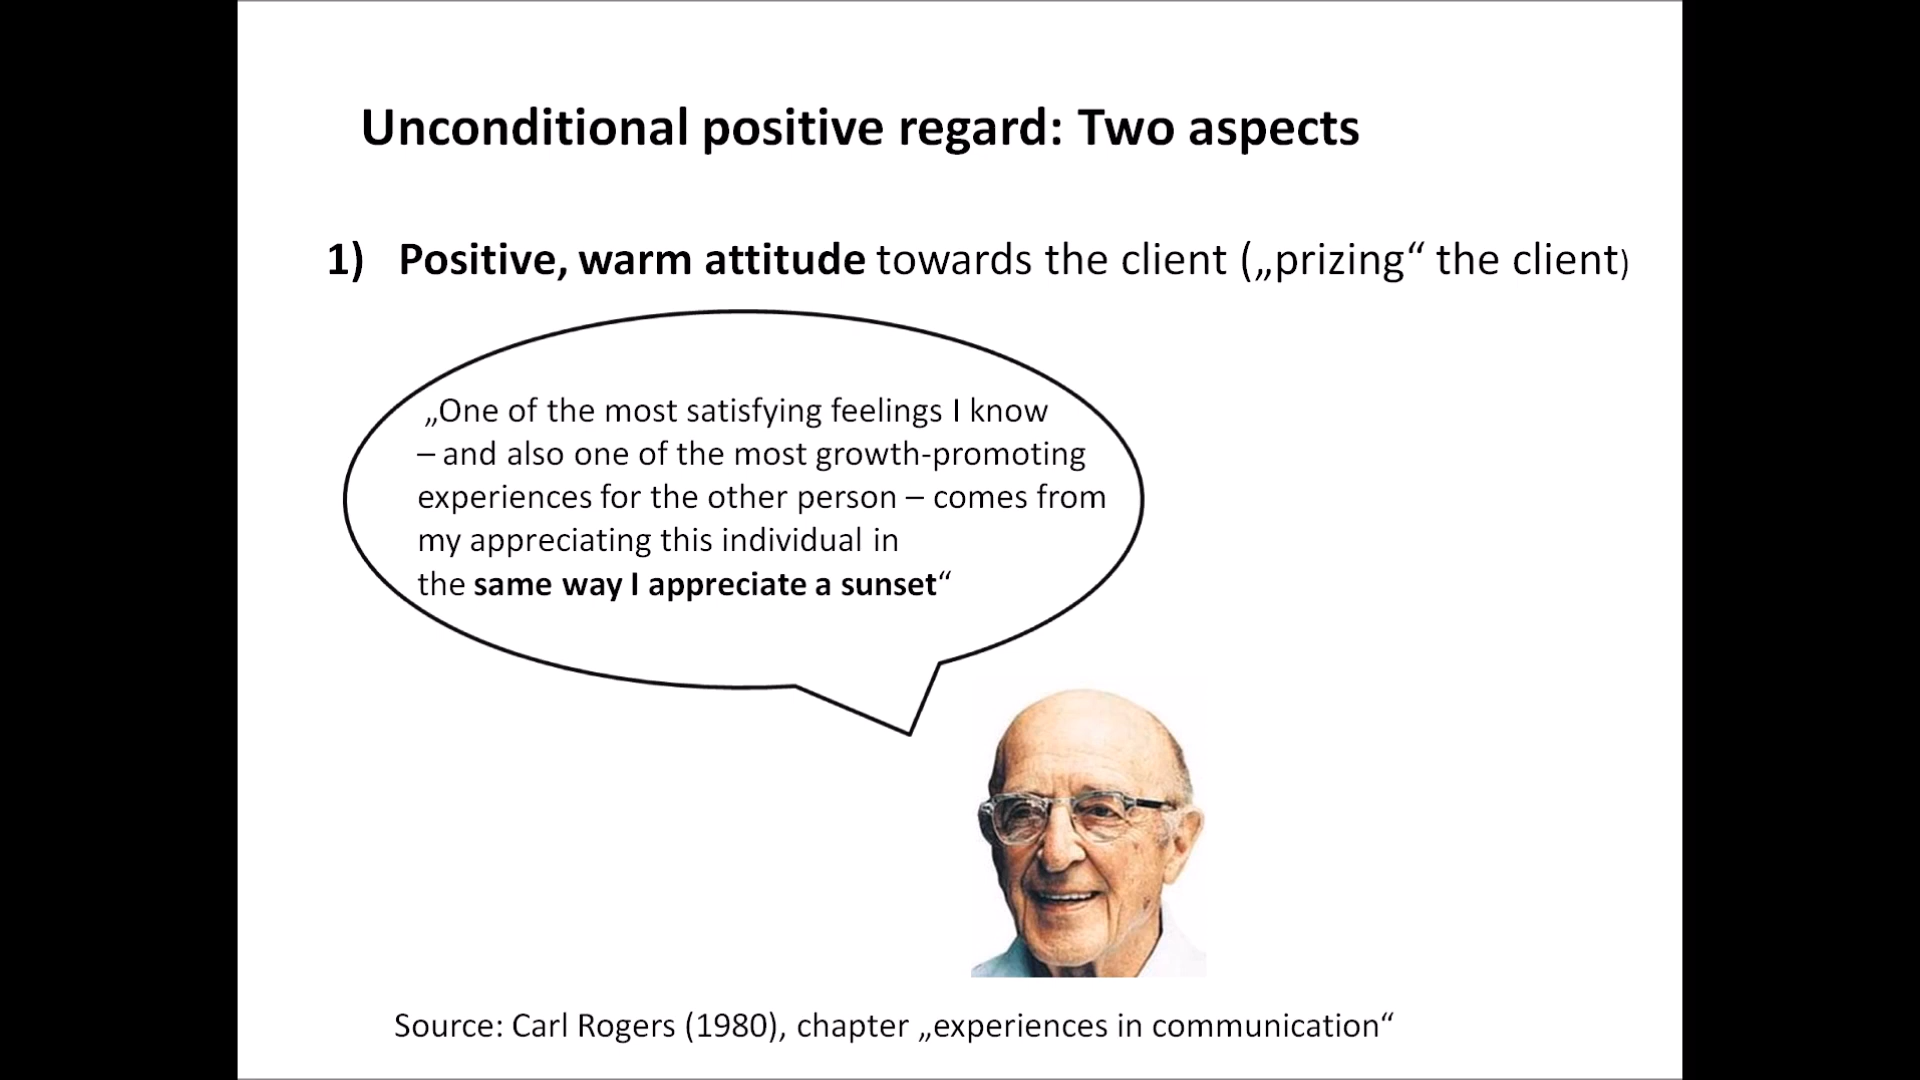 Unconditional positive regard: Two aspects
1) Positive, warm attitude towards the client („prizing“ the client)
„One of the most satisfying feelings I know
– and also one of the most growth-promoting
experiences for the other person – comes from
my appreciating this individual in
the same way I appreciate a sunset“
Source: Carl Rogers (1980), chapter „experiences in communication“